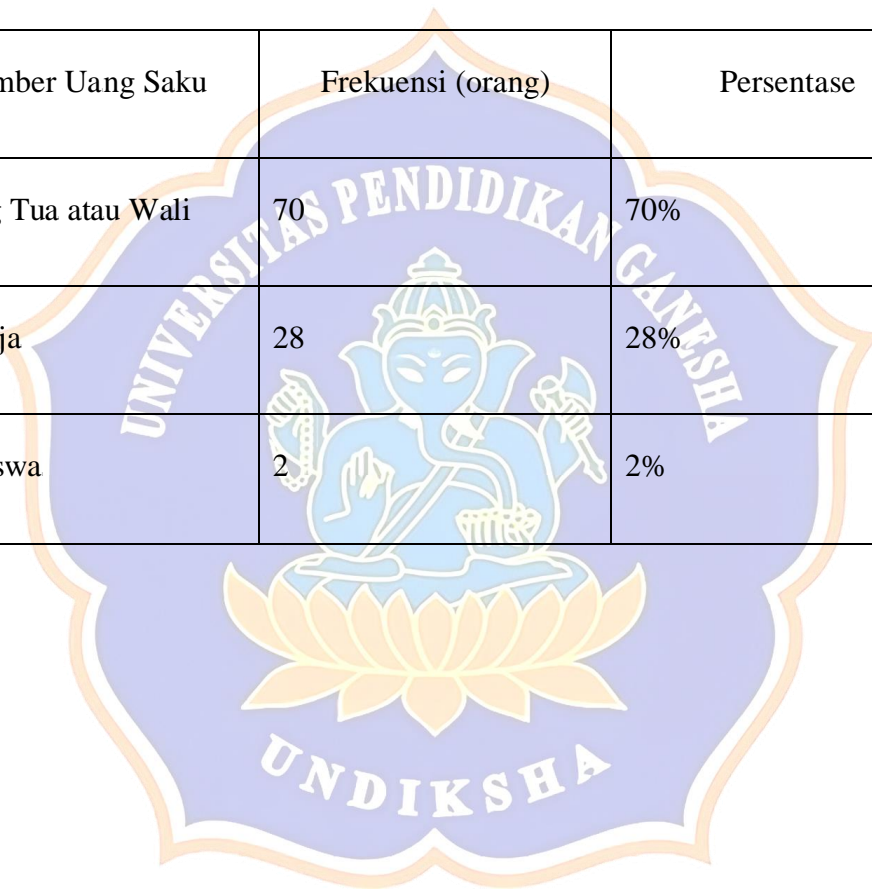 mber Uang Saku Frekuensi (orang) Persentase
g Tua atau Wali 70 70%
ja 28 28%
swa 2 2%
UNIVERSITAS PENDIDIKAN GANESHA
UNDIKSHA